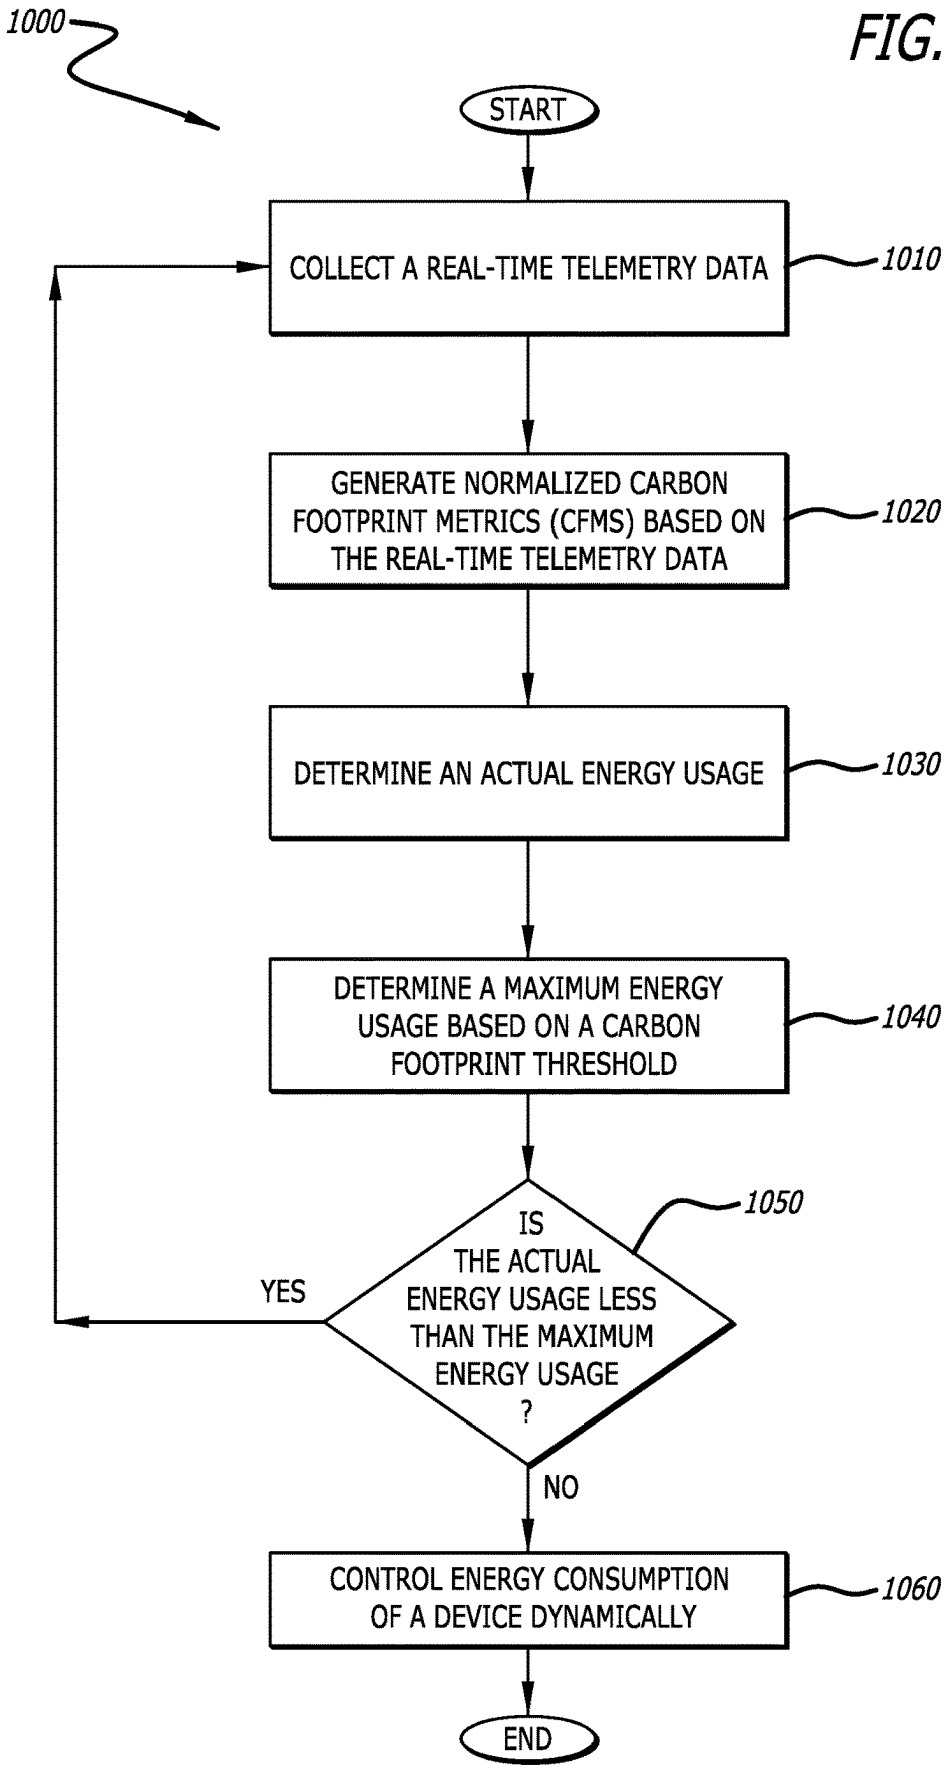 1000
FIG.
START
COLLECT A REAL-TIME TELEMETRY DATA
1010
GENERATE NORMALIZED CARBON
FOOTPRINT METRICS (CFMS) BASED ON
THE REAL-TIME TELEMETRY DATA
1020
DETERMINE AN ACTUAL ENERGY USAGE
1030
DETERMINE A MAXIMUM ENERGY
USAGE BASED ON A CARBON
FOOTPRINT THRESHOLD
1040
IS
THE ACTUAL
ENERGY USAGE LESS
THAN THE MAXIMUM
ENERGY USAGE
?
1050
YES
NO
CONTROL ENERGY CONSUMPTION
OF A DEVICE DYNAMICALLY
1060
END